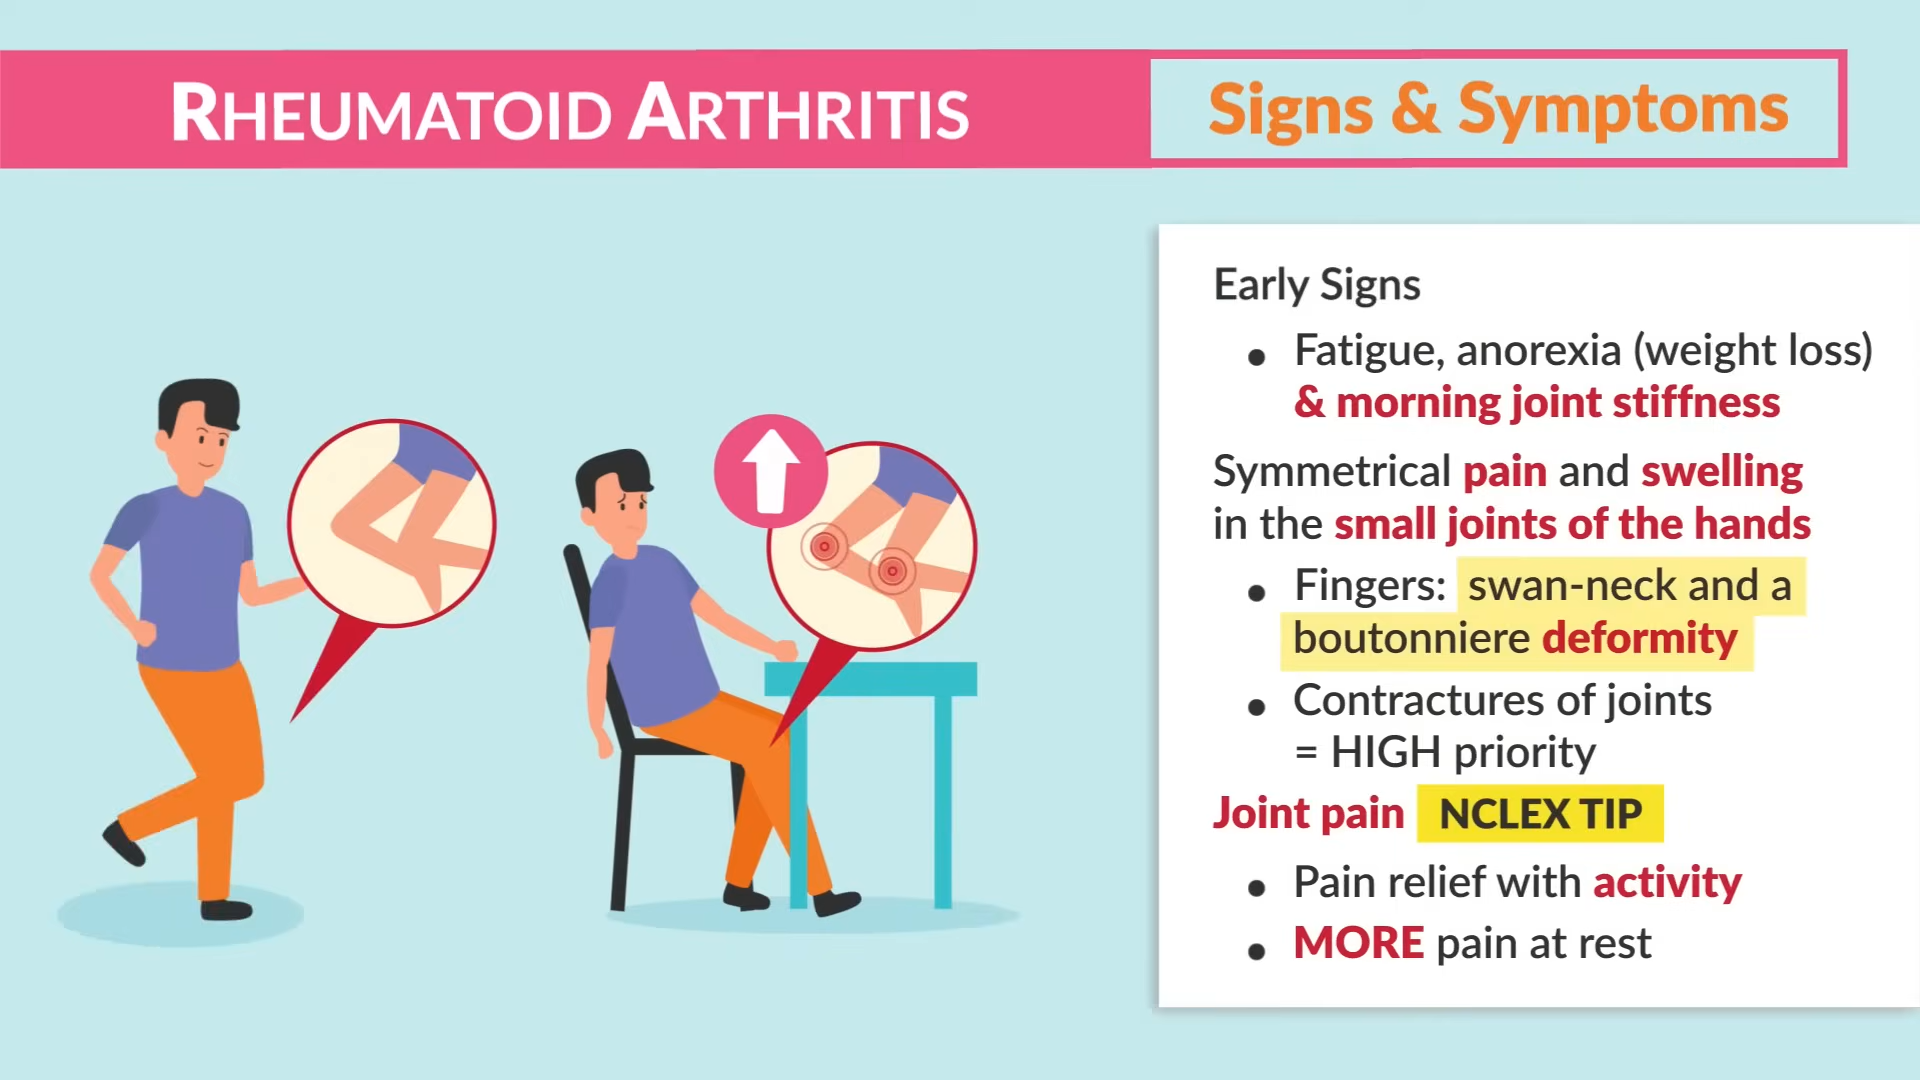 RHEUMATOID ARTHRITIS
Signs & Symptoms
Early Signs
• Fatigue, anorexia (weight loss)
& morning joint stiffness
Symmetrical pain and swelling
in the small joints of the hands
• Fingers: swan-neck and a
boutonniere deformity
• Contractures of joints
= HIGH priority
Joint pain NCLEX TIP
• Pain relief with activity
• MORE pain at rest